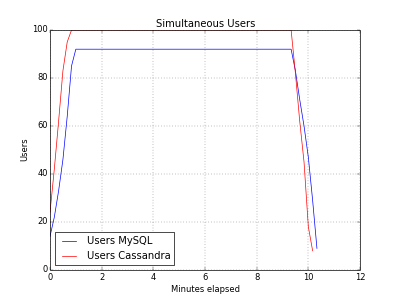 Simultaneous Users
100
80
60
40
20
0
Users
Users MySQL
Users Cassandra
0 2 4 6 8 10 12
Minutes elapsed